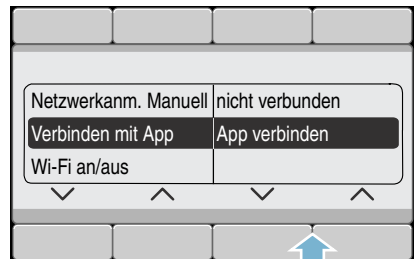 Netzwerkanm. Manuell nicht verbunden
Verbinden mit App App verbinden
Wi-Fi an/aus